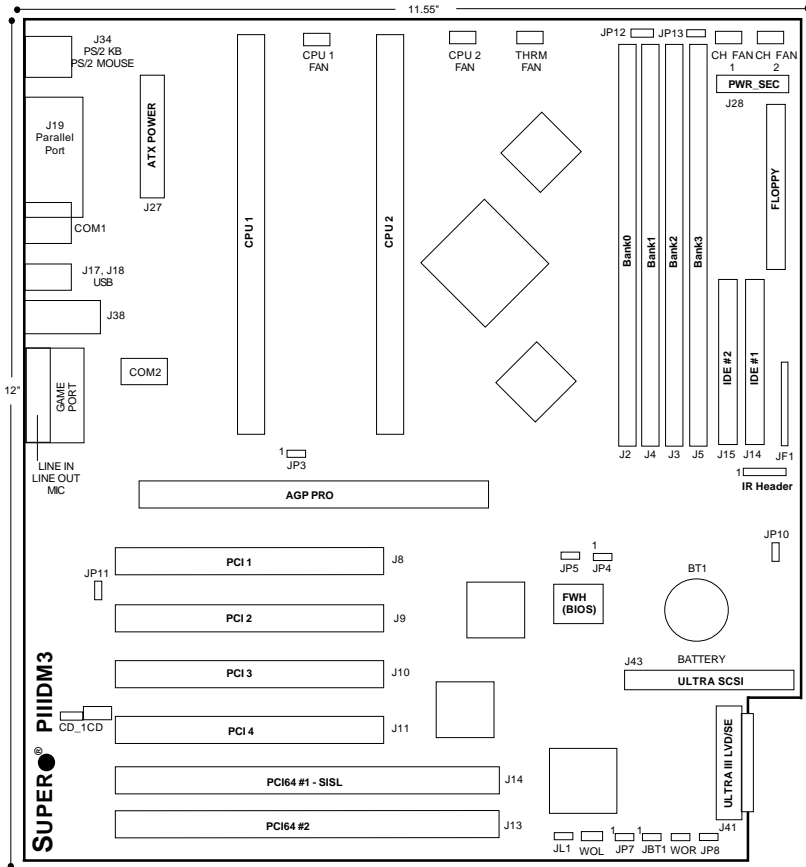 11.55"
12"
J34
PS/2 KB
PS/2 MOUSE
CPU 1
FAN
CPU 2
FAN
THRM
FAN
JP12
JP13
CH FAN
1
CH FAN
2
PWR_SEC
J28
J19
Parallel
Port
ATX POWER
J27
FLOPPY
COM1
CPU 1
CPU 2
Bank0
Bank1
Bank2
Bank3
J17, J18
USB
J38
COM2
IDE #2
IDE #1
GAME
PORT
LINE IN
LINE OUT
MIC
1
JP3
J2
J4
J3
J5
J15
J14
JF1
1
IR Header
AGP PRO
JP10
PCI 1
J8
JP5
1
JP4
BT1
JP11
FWH
(BIOS)
PCI 2
J9
BATTERY
J43
ULTRA SCSI
PCI 3
J10
CD_1
CD
PCI 4
J11
SUPER® PIIIDM3
ULTRA III LVD/SE
J41
PCI64 #1 - SISL
J14
PCI64 #2
J13
JL1
WOL
1
JP7
1
JBT1
WOR
JP8